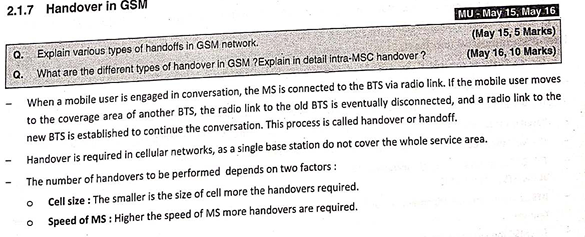 2.1.7 Handover in GSM
MU - May 15, May 16
Q. Explain various types of handoffs in GSM network. (May 15, 5 Marks)
Q. What are the different types of handover in GSM ?Explain in detail intra-MSC handover ? (May 16, 10 Marks)
– When a mobile user is engaged in conversation, the MS is connected to the BTS via radio link. If the mobile user moves
to the coverage area of another BTS, the radio link to the old BTS is eventually disconnected, and a radio link to the
new BTS is established to continue the conversation. This process is called handover or handoff.
– Handover is required in cellular networks, as a single base station do not cover the whole service area.
– The number of handovers to be performed depends on two factors :
o Cell size : The smaller is the size of cell more the handovers required.
o Speed of MS : Higher the speed of MS more handovers are required.